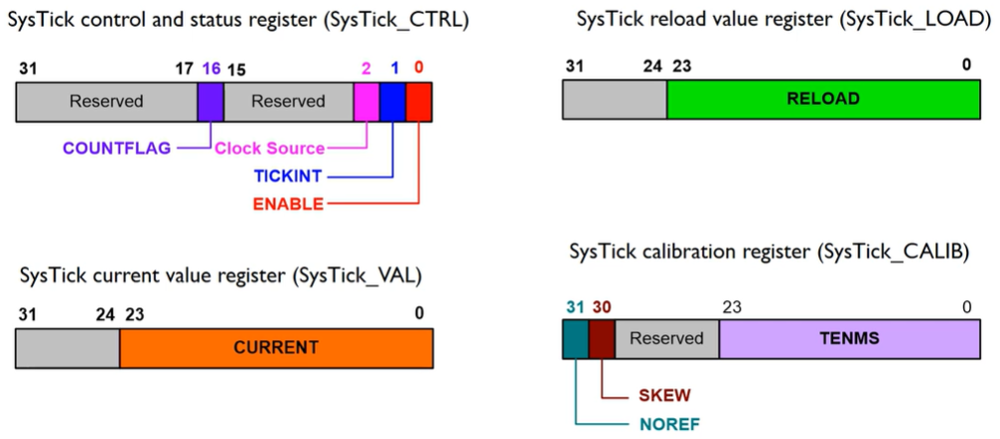 SysTick control and status register (SysTick_CTRL)
31 17 16 15 2 1 0
Reserved Reserved
COUNTFLAG Clock Source
TICKINT
ENABLE
SysTick reload value register (SysTick_LOAD)
31 24 23 0
RELOAD
SysTick current value register (SysTick_VAL)
31 24 23 0
CURRENT
SysTick calibration register (SysTick_CALIB)
31 30 23 0
Reserved TENMS
SKEW
NOREF